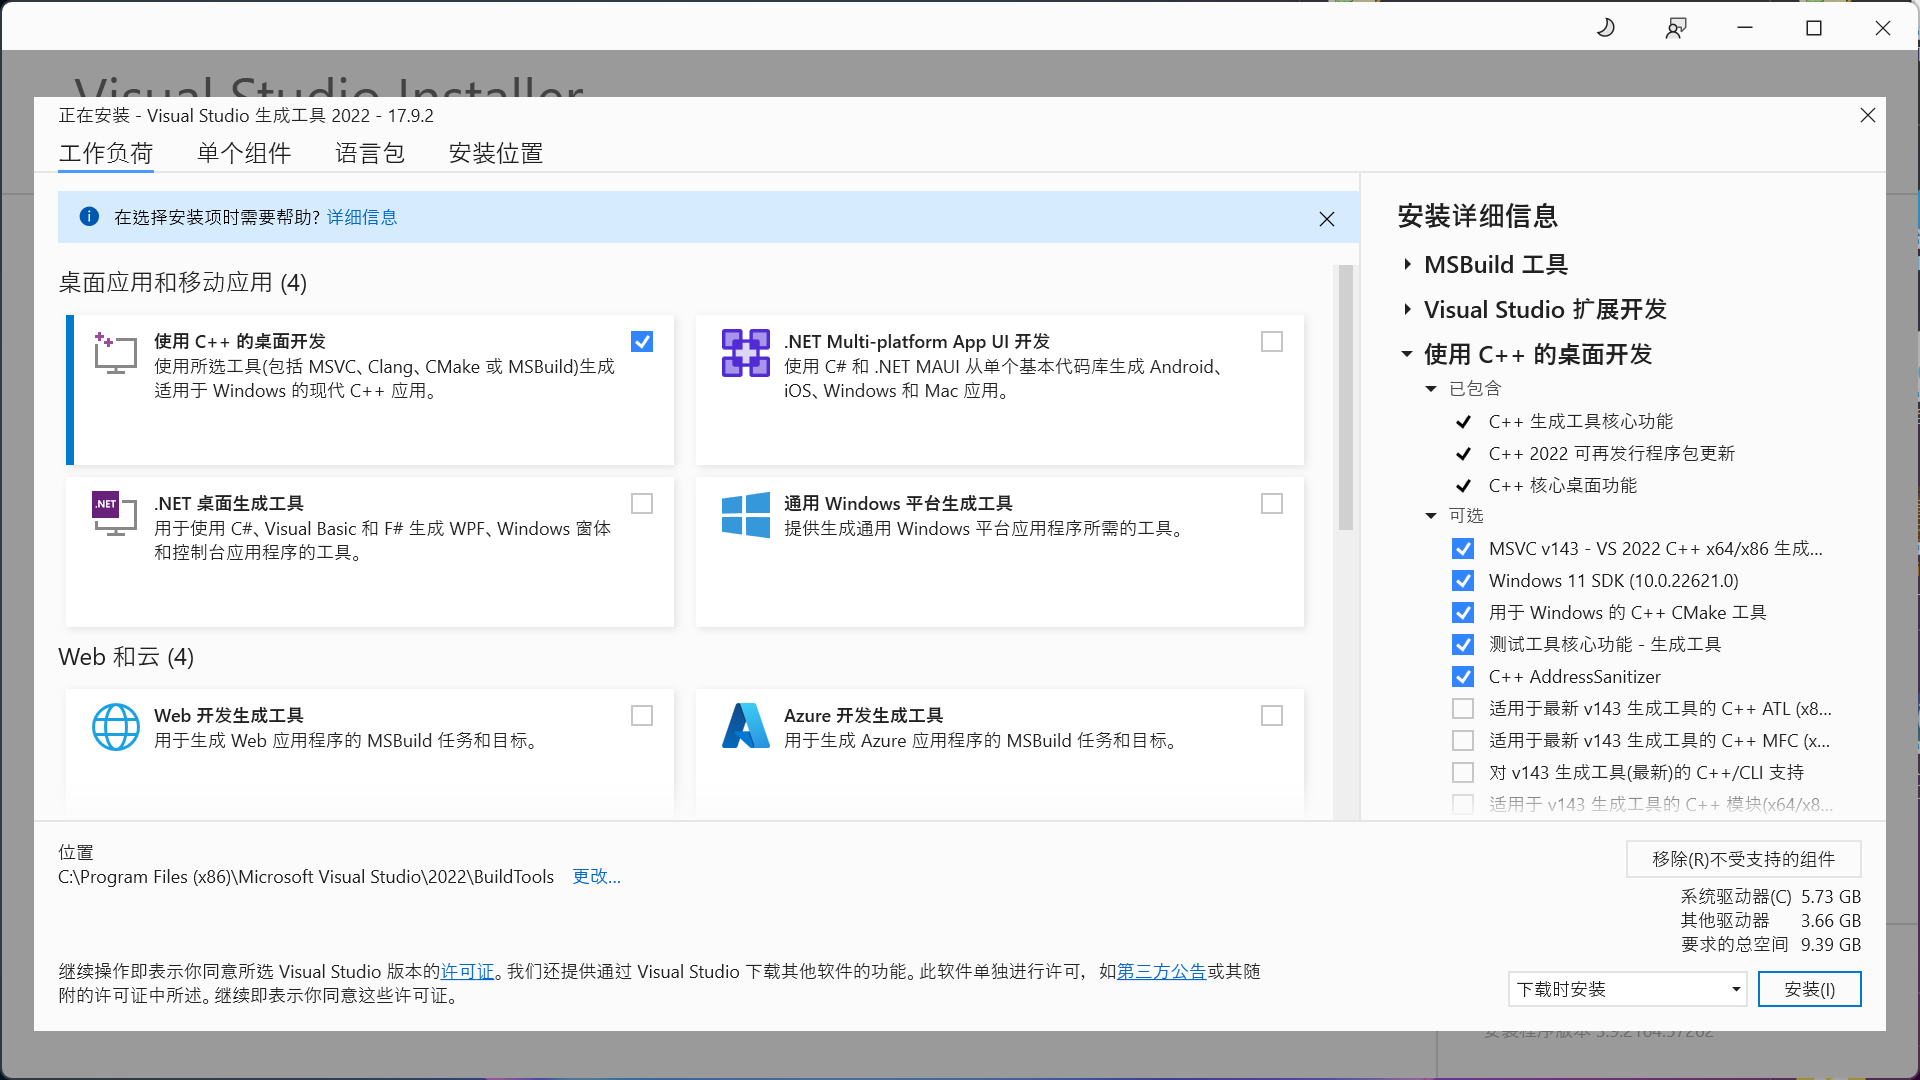 Visual Studio Installer
正在安装 - Visual Studio 生成工具 2022 - 17.9.2
工作负荷 单个组件 语言包 安装位置
在选择安装项时需要帮助? 详细信息
桌面应用和移动应用 (4)
使用 C++ 的桌面开发
使用所选工具(包括 MSVC、Clang、CMake 或 MSBuild)生成
适用于 Windows 的现代 C++ 应用。
.NET Multi-platform App UI 开发
使用 C# 和 .NET MAUI 从单个基本代码库生成 Android、
iOS、Windows 和 Mac 应用。
.NET
.NET 桌面生成工具
用于使用 C#、Visual Basic 和 F# 生成 WPF、Windows 窗体
和控制台应用程序的工具。
通用 Windows 平台生成工具
提供生成通用 Windows 平台应用程序所需的工具。
Web 和云 (4)
Web 开发生成工具
用于生成 Web 应用程序的 MSBuild 任务和目标。
Azure 开发生成工具
用于生成 Azure 应用程序的 MSBuild 任务和目标。
安装详细信息
MSBuild 工具
Visual Studio 扩展开发
使用 C++ 的桌面开发
已包含
C++ 生成工具核心功能
C++ 2022 可再发行程序包更新
C++ 核心桌面功能
可选
MSVC v143 - VS 2022 C++ x64/x86 生成...
Windows 11 SDK (10.0.22621.0)
用于 Windows 的 C++ CMake 工具
测试工具核心功能 - 生成工具
C++ AddressSanitizer
适用于最新 v143 生成工具的 C++ ATL (x8...
适用于最新 v143 生成工具的 C++ MFC (x...
对 v143 生成工具(最新)的 C++/CLI 支持
适用于 v143 生成工具的 C++ 模块(x64/x8...
位置
C:\Program Files (x86)\Microsoft Visual Studio\2022\BuildTools 更改...
移除(R)不受支持的组件
系统驱动器(C) 5.73 GB
其他驱动器 3.66 GB
要求的总空间 9.39 GB
继续操作即表示你同意所选 Visual Studio 版本的许可证。我们还提供通过 Visual Studio 下载其他软件的功能。此软件单独进行许可，如第三方公告或其随
附的许可证中所述。继续即表示你同意这些许可证。
下载时安装
安装(I)